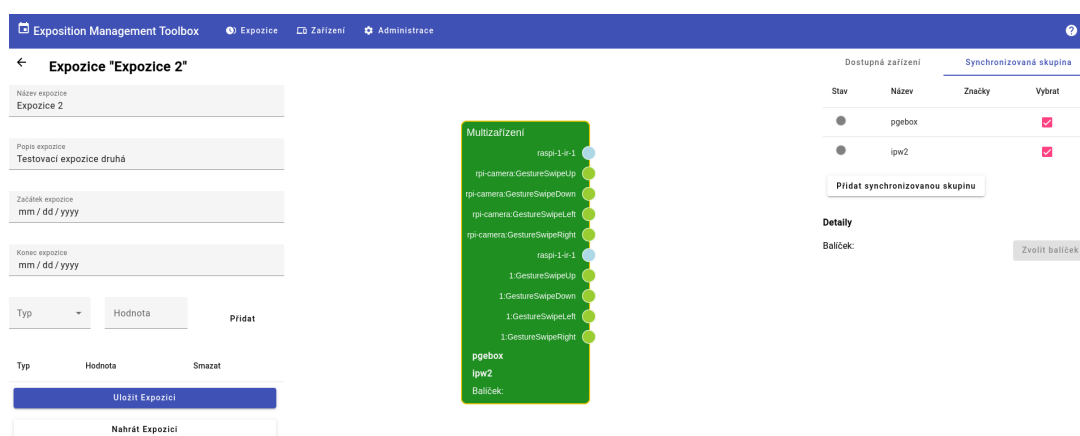 Exposition Management Toolbox Expozice Zařízení Administrace ?
Expozice "Expozice 2"
Název expozice
Expozice 2
Popis expozice
Testovací expozice druhá
Začátek expozice
mm / dd / yyyy
Konec expozice
mm / dd / yyyy
Typ Hodnota Přidat
Typ Hodnota Smazat
Uložit Expozici
Nahrát Expozici
Multizařízení
raspi-1-ir-1
rpi-camera:GestureSwipeUp
rpi-camera:GestureSwipeDown
rpi-camera:GestureSwipeLeft
rpi-camera:GestureSwipeRight
raspi-1-ir-1
1:GestureSwipeUp
1:GestureSwipeDown
1:GestureSwipeLeft
1:GestureSwipeRight
pgebox
ipw2
Balíček:
Dostupná zařízení Synchronizovaná skupina
Stav Název Značky Vybrat
pgebox
ipw2
Přidat synchronizovanou skupinu
Detaily
Balíček: Zvolit balíček